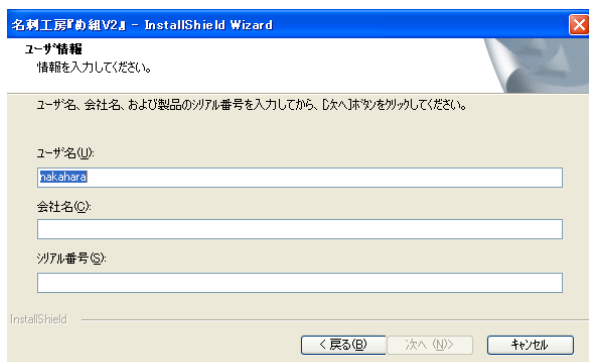 名刺工房『め組V2』 - InstallShield Wizard
ユーザ情報
情報を入力してください。
ユーザ名、会社名、および製品のシリアル番号を入力してから、[次へ]ボタンをクリックしてください。
ユーザ名(U):
nakahara
会社名(C):
シリアル番号(S):
InstallShield
< 戻る(B)
次へ (N)>
キャンセル